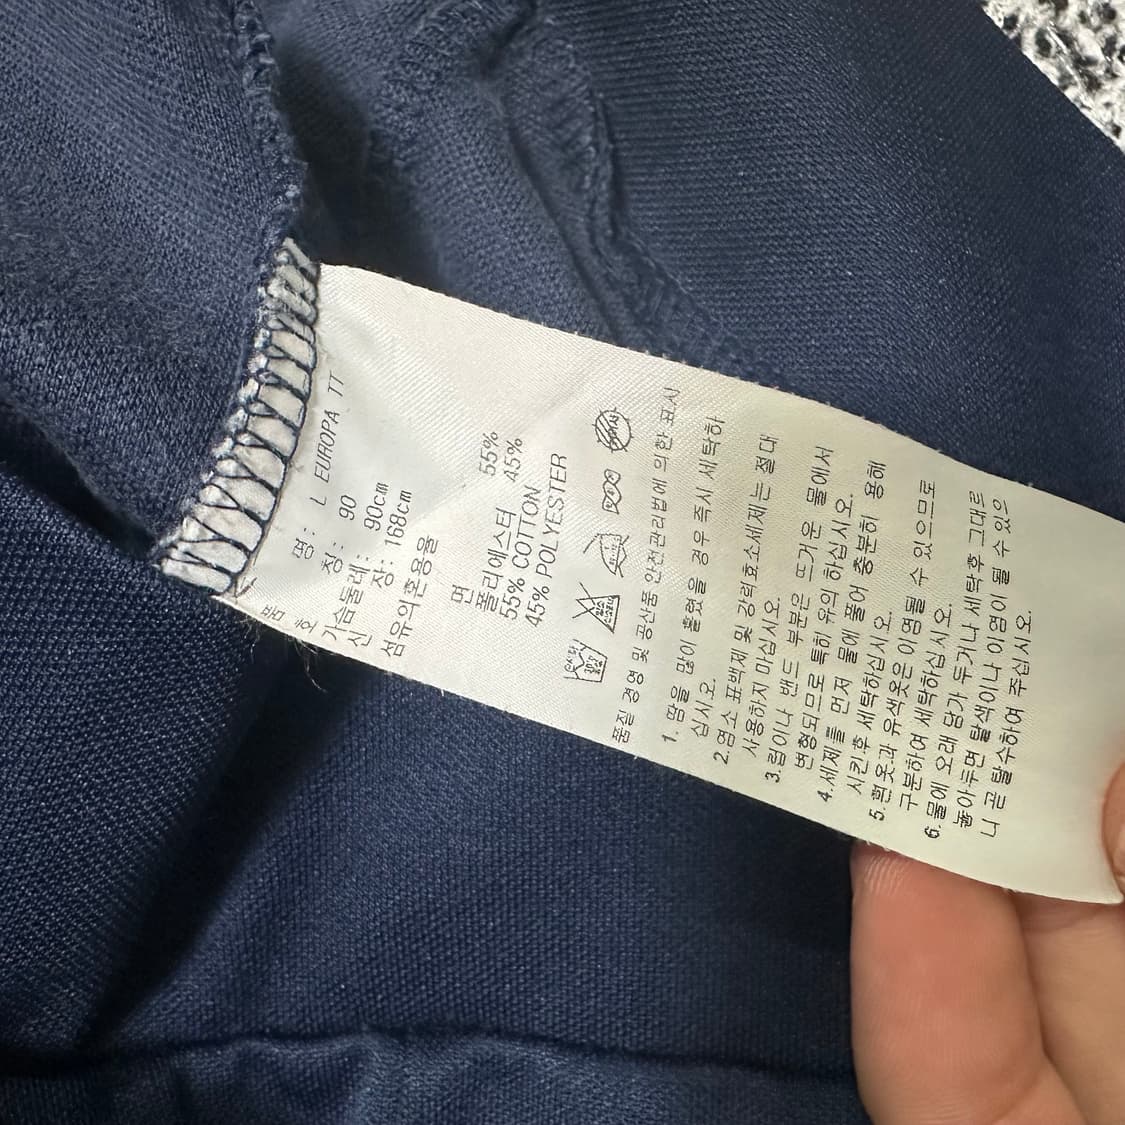 품 명: L EUROPA TT
호 칭: 90
가슴둘레: 90cm
신 장: 168cm
섬유의혼용율
면 55%
폴리에스터 45%
55% COTTON
45% POLYESTER
품질 경영 및 공산품 안전관리법에 의한 표시
1. 땀을 많이 흘렸을 경우 즉시 세탁하
십시오.
2.염소 표백제 및 강력효소세제는 절대
사용하지 마십시오.
3.립이나 밴드 부분은 뜨거운 물에서
변형되므로 특히 유의 하십시오.
4.세제를 먼저 물에 풀어 충분히 용해
시킨후 세탁하십시오.
5.흰옷과 유색옷은 이염될 수 있으므로
구분하여 세탁하십시오.
6.물에 오래 담가 두거나 세탁후 그대로
놓아두면 탈색이나 이염이 될 수 있으
니 곧 탈수하여 주십시오.